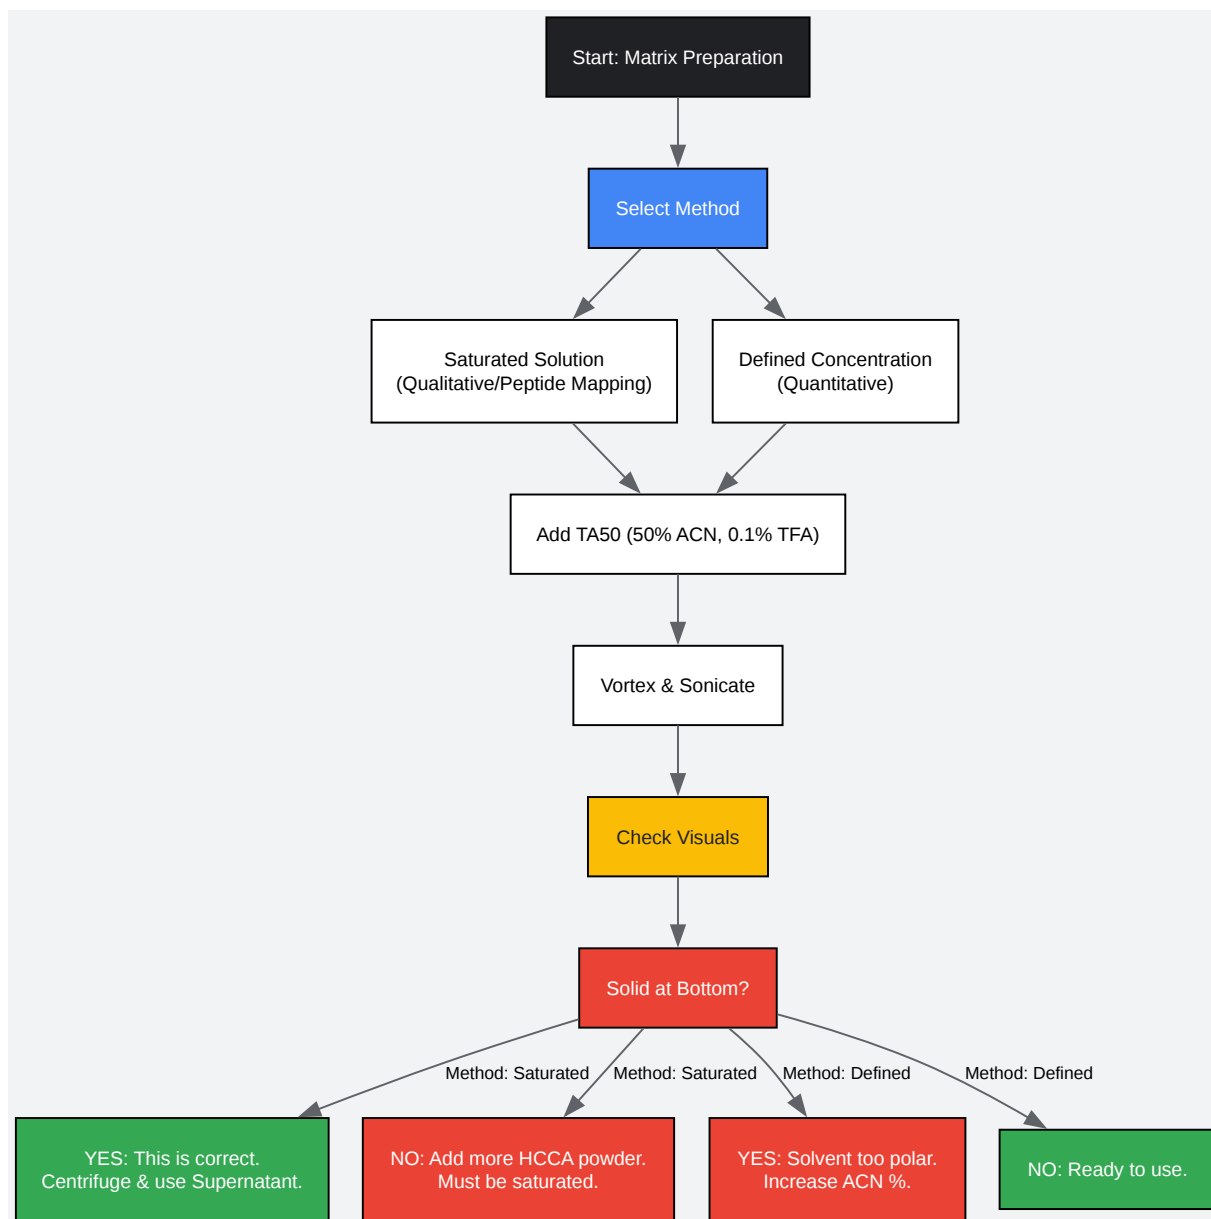 Start: Matrix Preparation
Select Method
Saturated Solution
(Qualitative/Peptide Mapping)
Defined Concentration
(Quantitative)
Add TA50 (50% ACN, 0.1% TFA)
Vortex & Sonicate
Check Visuals
Solid at Bottom?
Method: Saturated
Method: Saturated
Method: Defined
Method: Defined
YES: This is correct.
Centrifuge & use Supernatant.
NO: Add more HCCA powder.
Must be saturated.
YES: Solvent too polar.
Increase ACN %.
NO: Ready to use.